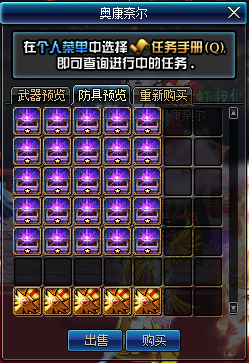 奥康奈尔
在个人菜单中选择 任务手册(Q),
即可查询进行中的任务.
武器预览 防具预览 重新购买
出售 购买